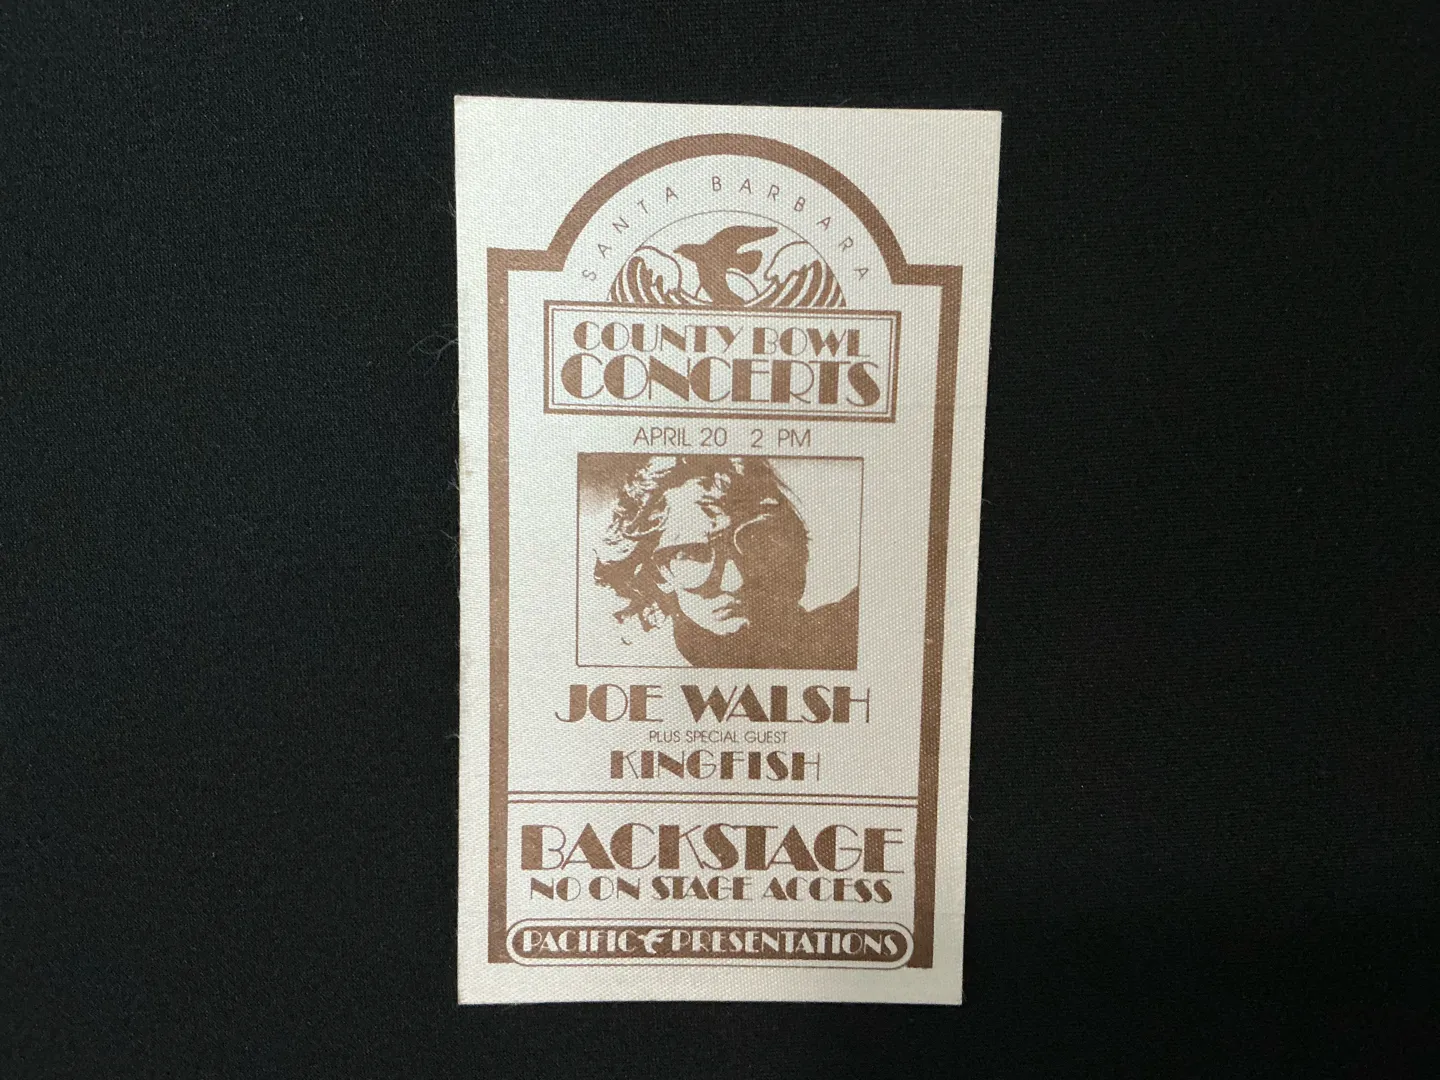 SANTA BARBARA
COUNTY BOWL
CONCERTS
APRIL 20 2 PM
JOE WALSH
PLUS SPECIAL GUEST
KINGFISH
BACKSTAGE
NO ON STAGE ACCESS
PACIFIC PRESENTATIONS